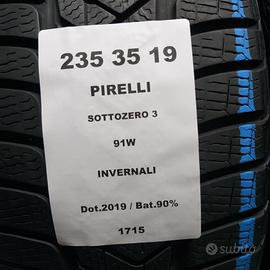 235 35 19
PIRELLI
SOTTOZERO 3
91W
INVERNALI
Dot.2019 / Bat.90%
1715
subito